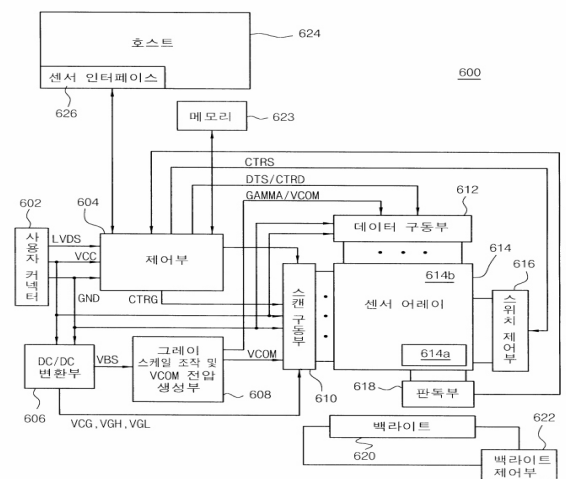 호스트
624
센서 인터페이스
626
600
메모리
623
CTRS
DTS/CTRD
GAMMA/VCOM
612
602
604
데이터 구동부
사용자 커넥터
LVDS
VCC
GND
제어부
CTRG
스캔 구동부
614b
614
616
센서 어레이
스위치 제어부
614a
DC/DC
변환부
VBS
그레이
스케일 조작 및
VCOM 전압
생성부
VCOM
606
608
610
618
판독부
VCG,VGH,VGL
백라이트
620
622
백라이트
제어부